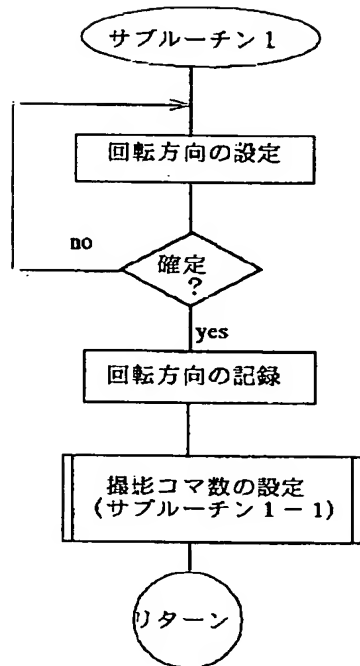 サブルーチン1
回転方向の設定
no
確定
?
yes
回転方向の記録
撮影コマ数の設定
(サブルーチン1-1)
リターン